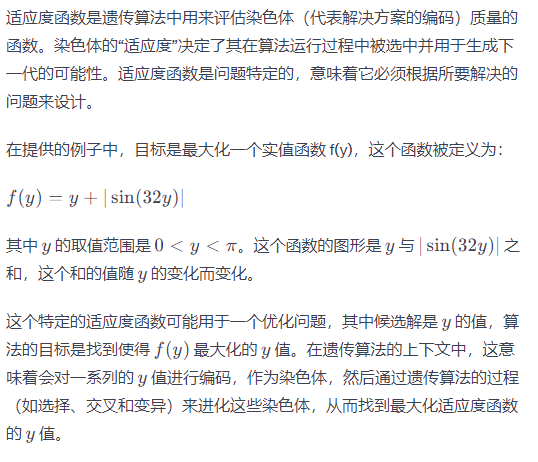 适应度函数是遗传算法中用来评估染色体（代表解决方案的编码）质量的
函数。染色体的“适应度”决定了其在算法运行过程中被选中并用于生成下
一代的可能性。适应度函数是问题特定的，意味着它必须根据所要解决的
问题来设计。
在提供的例子中，目标是最大化一个实值函数 f(y)，这个函数被定义为：
f(y) = y + | sin(32y)|
其中 y 的取值范围是 0 < y < π。这个函数的图形是 y 与 | sin(32y)| 之
和，这个和的值随 y 的变化而变化。
这个特定的适应度函数可能用于一个优化问题，其中候选解是 y 的值，算
法的目标是找到使得 f(y) 最大化的 y 值。在遗传算法的上下文中，这意
味着会对一系列的 y 值进行编码，作为染色体，然后通过遗传算法的过程
（如选择、交叉和变异）来进化这些染色体，从而找到最大化适应度函数
的 y 值。